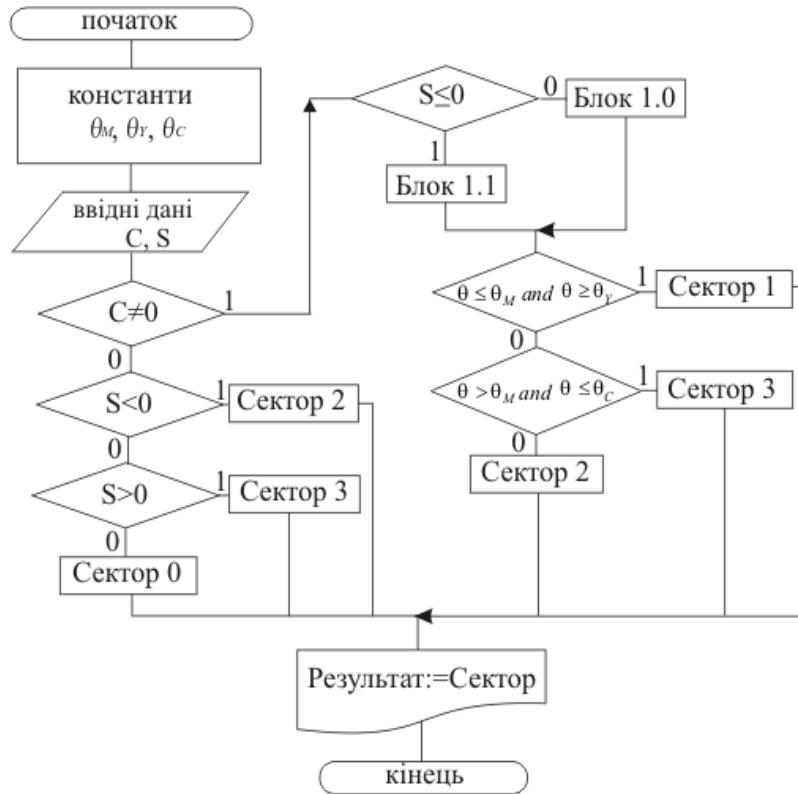 початок
константи
θM, θY, θC
ввідні дані
C, S
C≠0
1
0
S<0
1
Сектор 2
0
S>0
1
Сектор 3
0
Сектор 0
S≤0
0
Блок 1.0
1
Блок 1.1
θ ≤ θM and θ ≥ θY
1
Сектор 1
0
θ > θM and θ ≤ θC
1
Сектор 3
0
Сектор 2
Результат:=Сектор
кінець